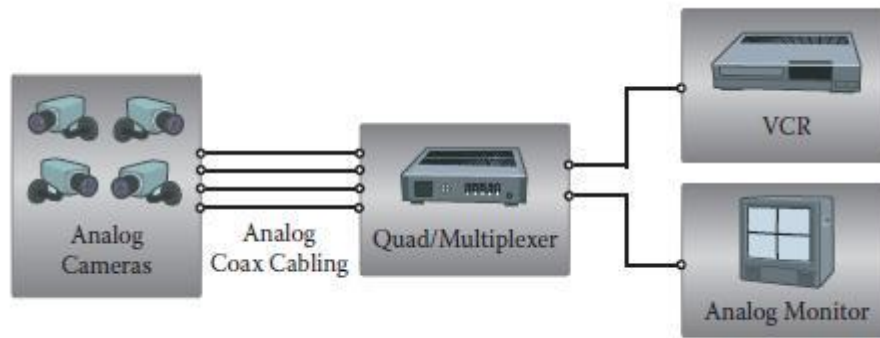 Analog
Cameras
Analog
Coax Cabling
Quad/Multiplexer
VCR
Analog Monitor